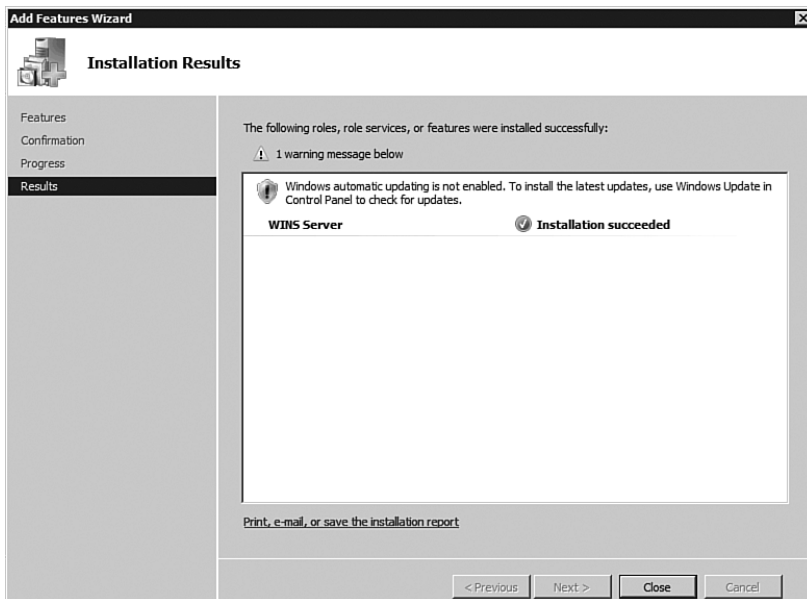 Add Features Wizard
Installation Results
Features
Confirmation
Progress
Results
The following roles, role services, or features were installed successfully:
1 warning message below
Windows automatic updating is not enabled. To install the latest updates, use Windows Update in
Control Panel to check for updates.
WINS Server Installation succeeded
Print, e-mail, or save the installation report
< Previous Next > Close Cancel